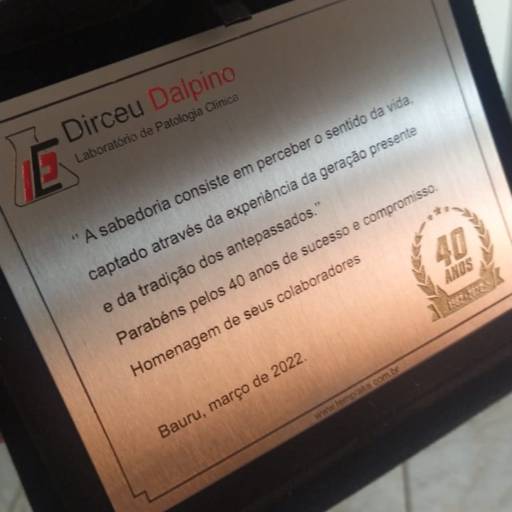 Dirceu Dalpino
Laboratório de Patologia Clínica
" A sabedoria consiste em perceber o sentido da vida,
captado através da experiência da geração presente
e da tradição dos antepassados."
Parabéns pelos 40 anos de sucesso e compromisso.
Homenagem de seus colaboradores
40
ANOS
Bauru, março de 2022.